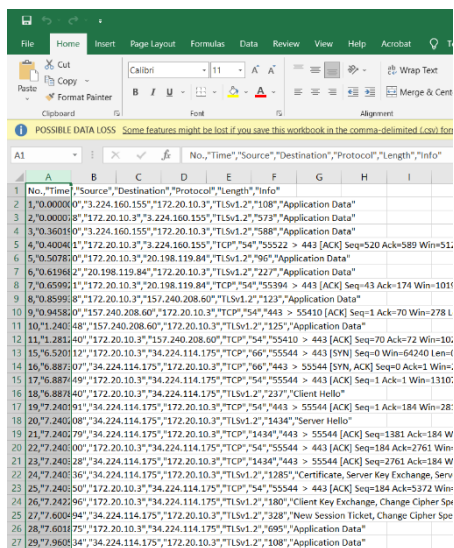 File Home Insert Page Layout Formulas Data Review View Help Acrobat
Cut
Copy
Paste
Format Painter
Calibri 11 A A
B I U A
Wrap Text
Merge & Cent
Clipboard Font Alignment
POSSIBLE DATA LOSS Some features might be lost if you save this workbook in the comma-delimited (.csv) for
A1 fx No.,"Time","Source","Destination","Protocol","Length","Info"
A B C D E F G H I
1 No.,"Time","Source","Destination","Protocol","Length","Info"
2 1,"0.000000","3.224.160.155","172.20.10.3","TLSv1.2","108","Application Data"
3 2,"0.000078","172.20.10.3","3.224.160.155","TLSv1.2","573","Application Data"
4 3,"0.360190","172.20.10.3","3.224.160.155","TLSv1.2","588","Application Data"
5 4,"0.400401","172.20.10.3","3.224.160.155","TCP","54","55522 > 443 [ACK] Seq=520 Ack=589 Win=512
6 5,"0.507870","172.20.10.3","20.198.119.84","TLSv1.2","96","Application Data"
7 6,"0.619682","20.198.119.84","172.20.10.3","TLSv1.2","227","Application Data"
8 7,"0.659921","172.20.10.3","20.198.119.84","TCP","54","55394 > 443 [ACK] Seq=43 Ack=174 Win=1019
9 8,"0.859938","172.20.10.3","157.240.208.60","TLSv1.2","123","Application Data"
10 9,"0.945820","157.240.208.60","172.20.10.3","TCP","54","443 > 55410 [ACK] Seq=1 Ack=70 Win=278 L
11 10,"1.240348","157.240.208.60","172.20.10.3","TLSv1.2","125","Application Data"
12 11,"1.281240","172.20.10.3","157.240.208.60","TCP","54","55410 > 443 [ACK] Seq=70 Ack=72 Win=102
13 15,"6.520112","172.20.10.3","34.224.114.175","TCP","66","55544 > 443 [SYN] Seq=0 Win=64240 Len=
16 16,"6.887307","34.224.114.175","172.20.10.3","TCP","66","443 > 55544 [SYN, ACK] Seq=0 Ack=1 Win=
17 17,"6.887449","172.20.10.3","34.224.114.175","TCP","54","55544 > 443 [ACK] Seq=1 Ack=1 Win=13107
18 18,"6.887840","172.20.10.3","34.224.114.175","TLSv1.2","237","Client Hello"
19 19,"7.240191","34.224.114.175","172.20.10.3","TCP","54","443 > 55544 [ACK] Seq=1 Ack=184 Win=281
20 20,"7.240208","34.224.114.175","172.20.10.3","TLSv1.2","1434","Server Hello"
21 21,"7.240279","34.224.114.175","172.20.10.3","TCP","1434","443 > 55544 [ACK] Seq=1381 Ack=184 W
22 22,"7.240300","172.20.10.3","34.224.114.175","TCP","54","55544 > 443 [ACK] Seq=184 Ack=2761 Win=
23 23,"7.240328","34.224.114.175","172.20.10.3","TCP","1434","443 > 55544 [ACK] Seq=2761 Ack=184 W
24 24,"7.240336","34.224.114.175","172.20.10.3","TLSv1.2","1285","Certificate, Server Key Exchange, Serv
25 25,"7.240350","172.20.10.3","34.224.114.175","TCP","54","55544 > 443 [ACK] Seq=184 Ack=5372 Win=
26 26,"7.242296","172.20.10.3","34.224.114.175","TLSv1.2","180","Client Key Exchange, Change Cipher Spe
27 27,"7.600494","34.224.114.175","172.20.10.3","TLSv1.2","328","New Session Ticket, Change Cipher Spe
28 28,"7.601875","172.20.10.3","34.224.114.175","TLSv1.2","695","Application Data"
29 29,"7.960534","34.224.114.175","172.20.10.3","TLSv1.2","108","Application Data"